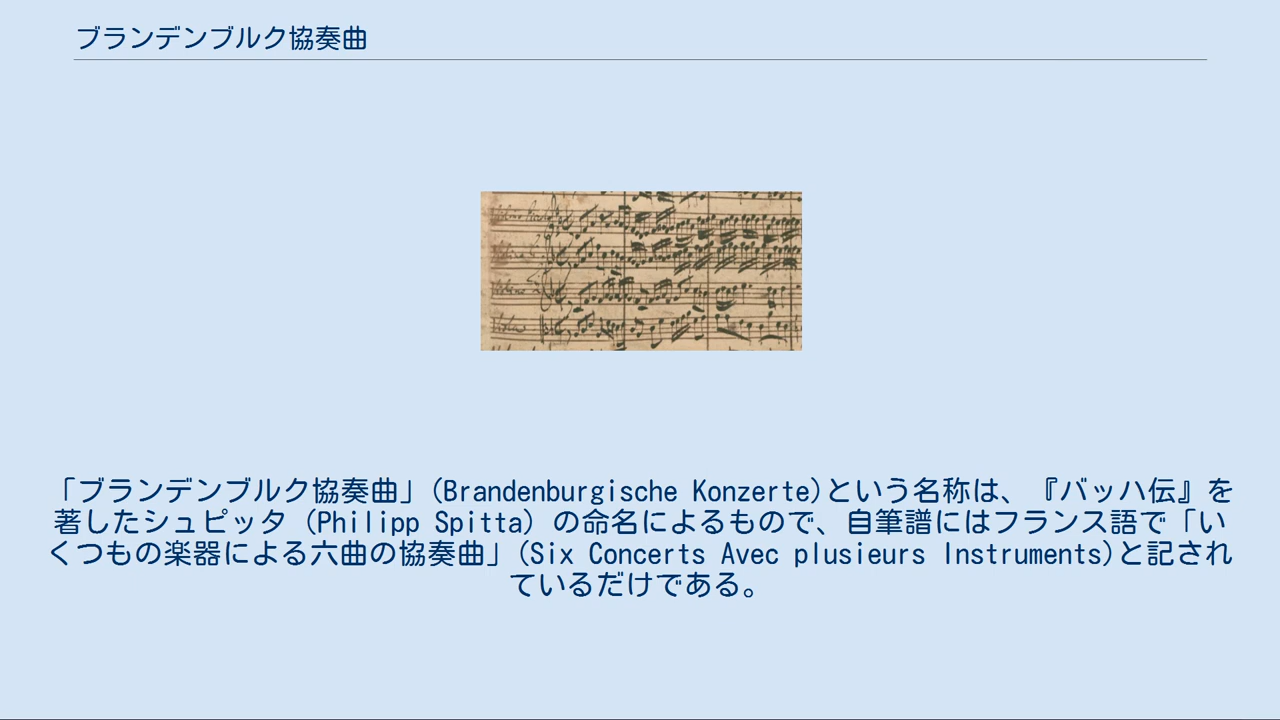 ブランデンブルク協奏曲
「ブランデンブルク協奏曲」(Brandenburgische Konzerte)という名称は、『バッハ伝』を
著したシュピッタ (Philipp Spitta) の命名によるもので、自筆譜にはフランス語で「い
くつもの楽器による六曲の協奏曲」(Six Concerts Avec plusieurs Instruments)と記され
ているだけである。